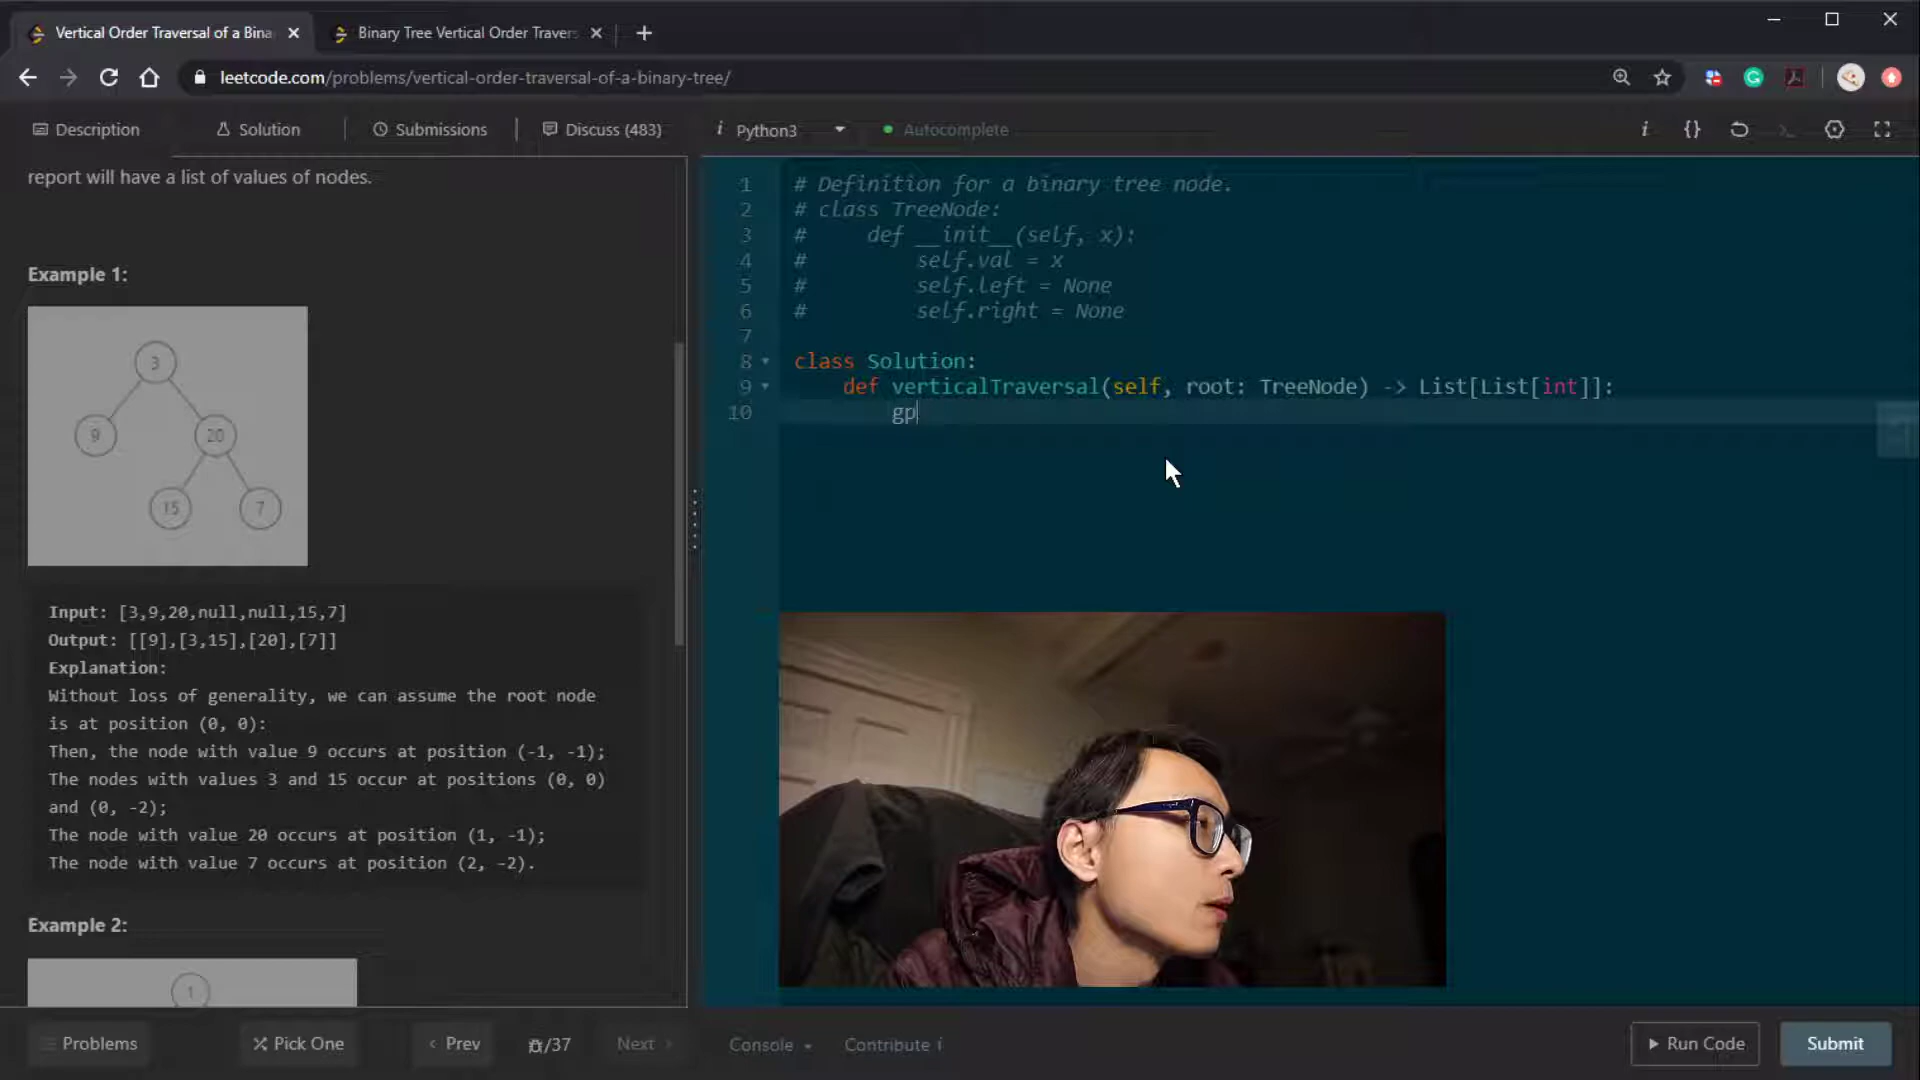 Vertical Order Traversal of a Bina
Binary Tree Vertical Order Travers
leetcode.com/problems/vertical-order-traversal-of-a-binary-tree/
Description
Solution
Submissions
Discuss (483)
i Python3
Autocomplete
i {}
report will have a list of values of nodes.
Example 1:
3
9 20
15 7
Input: [3,9,20,null,null,15,7]
Output: [[9],[3,15],[20],[7]]
Explanation:
Without loss of generality, we can assume the root node
is at position (0, 0):
Then, the node with value 9 occurs at position (-1, -1);
The nodes with values 3 and 15 occur at positions (0, 0)
and (0, -2);
The node with value 20 occurs at position (1, -1);
The node with value 7 occurs at position (2, -2).
Example 2:
1
1 # Definition for a binary tree node.
2 # class TreeNode:
3 #     def __init__(self, x):
4 #         self.val = x
5 #         self.left = None
6 #         self.right = None
7
8 class Solution:
9     def verticalTraversal(self, root: TreeNode) -> List[List[int]]:
10         gp
Problems
Pick One
Prev
/37
Next
Console
Contribute i
Run Code
Submit